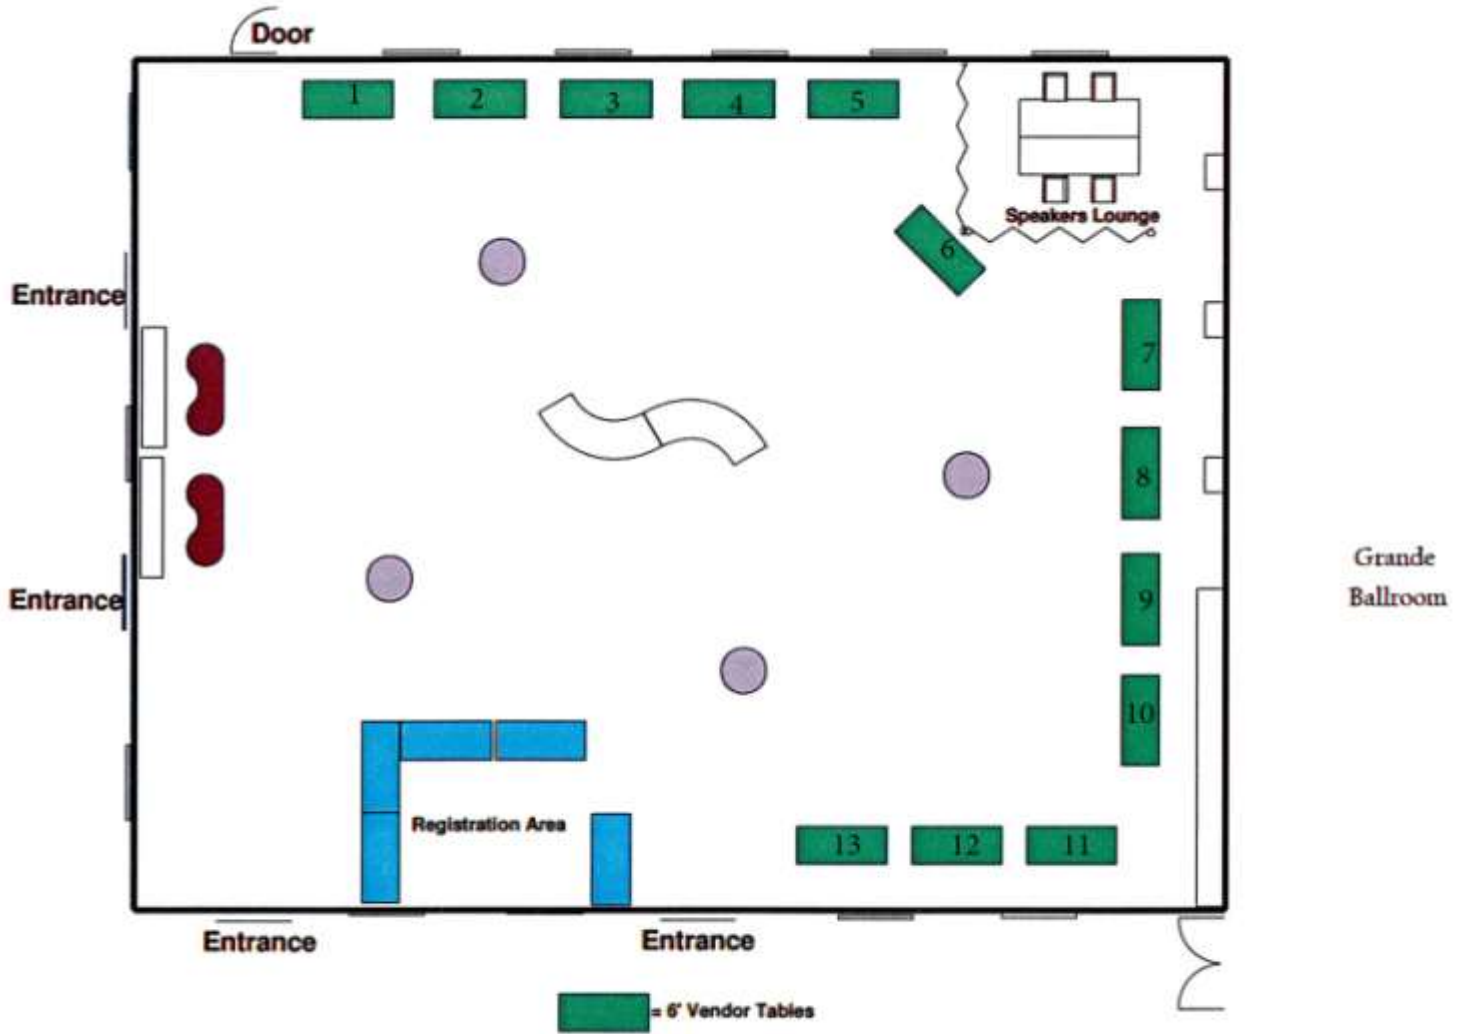 Door
1
2
3
4
5
Speakers Lounge
6
Entrance
7
8
Grande
Ballroom
Entrance
9
10
Registration Area
13
12
11
Entrance
Entrance
= 6' Vendor Tables